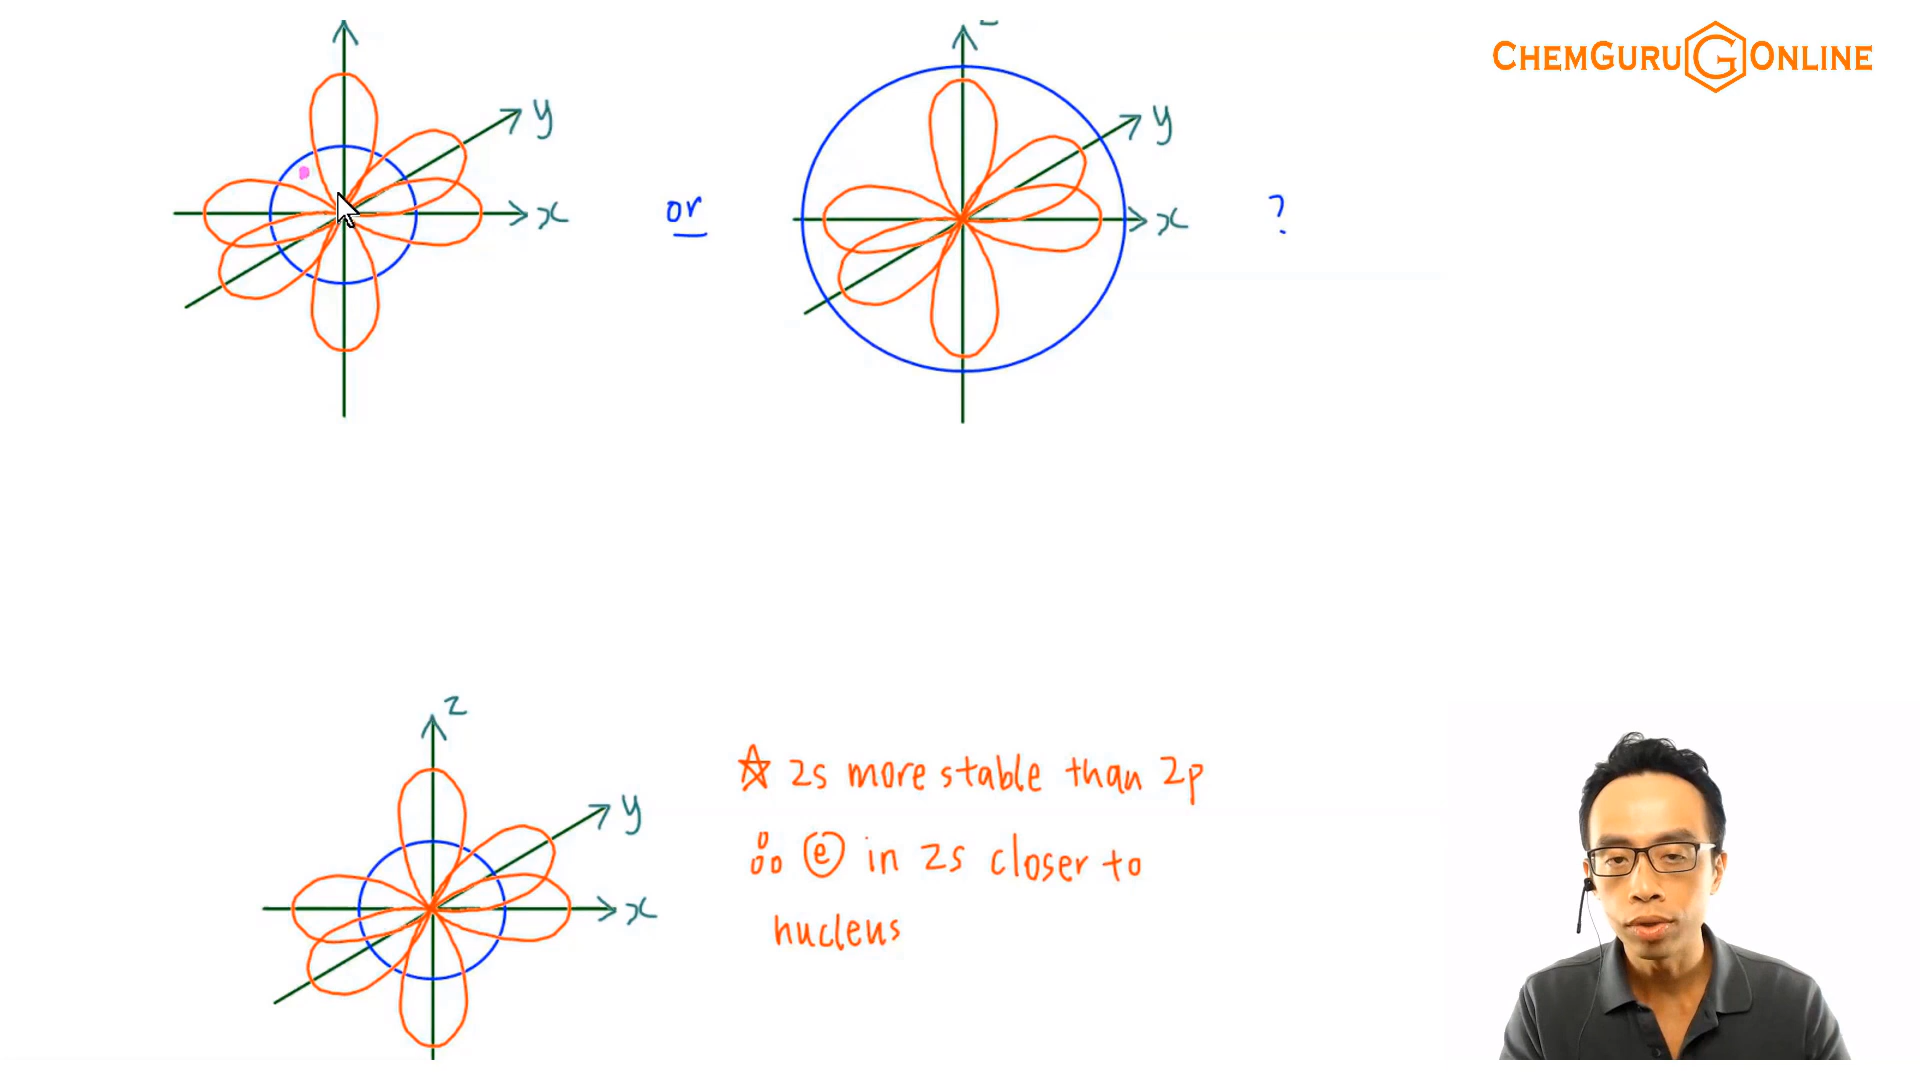 CHEMGURU G ONLINE
y
x
or
y
x
?
z
y
x
☆ 2s more stable than 2p
∴ ⓔ in 2s closer to
nucleus